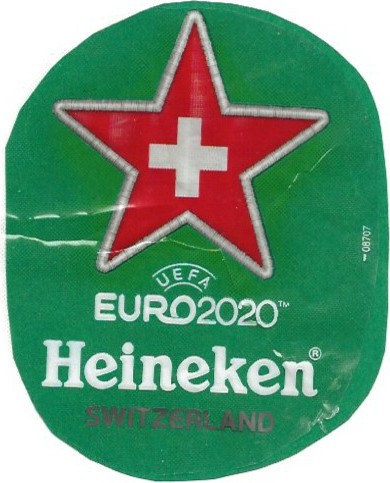 UEFA
EURO2020™
Heineken®
SWITZERLAND
08707